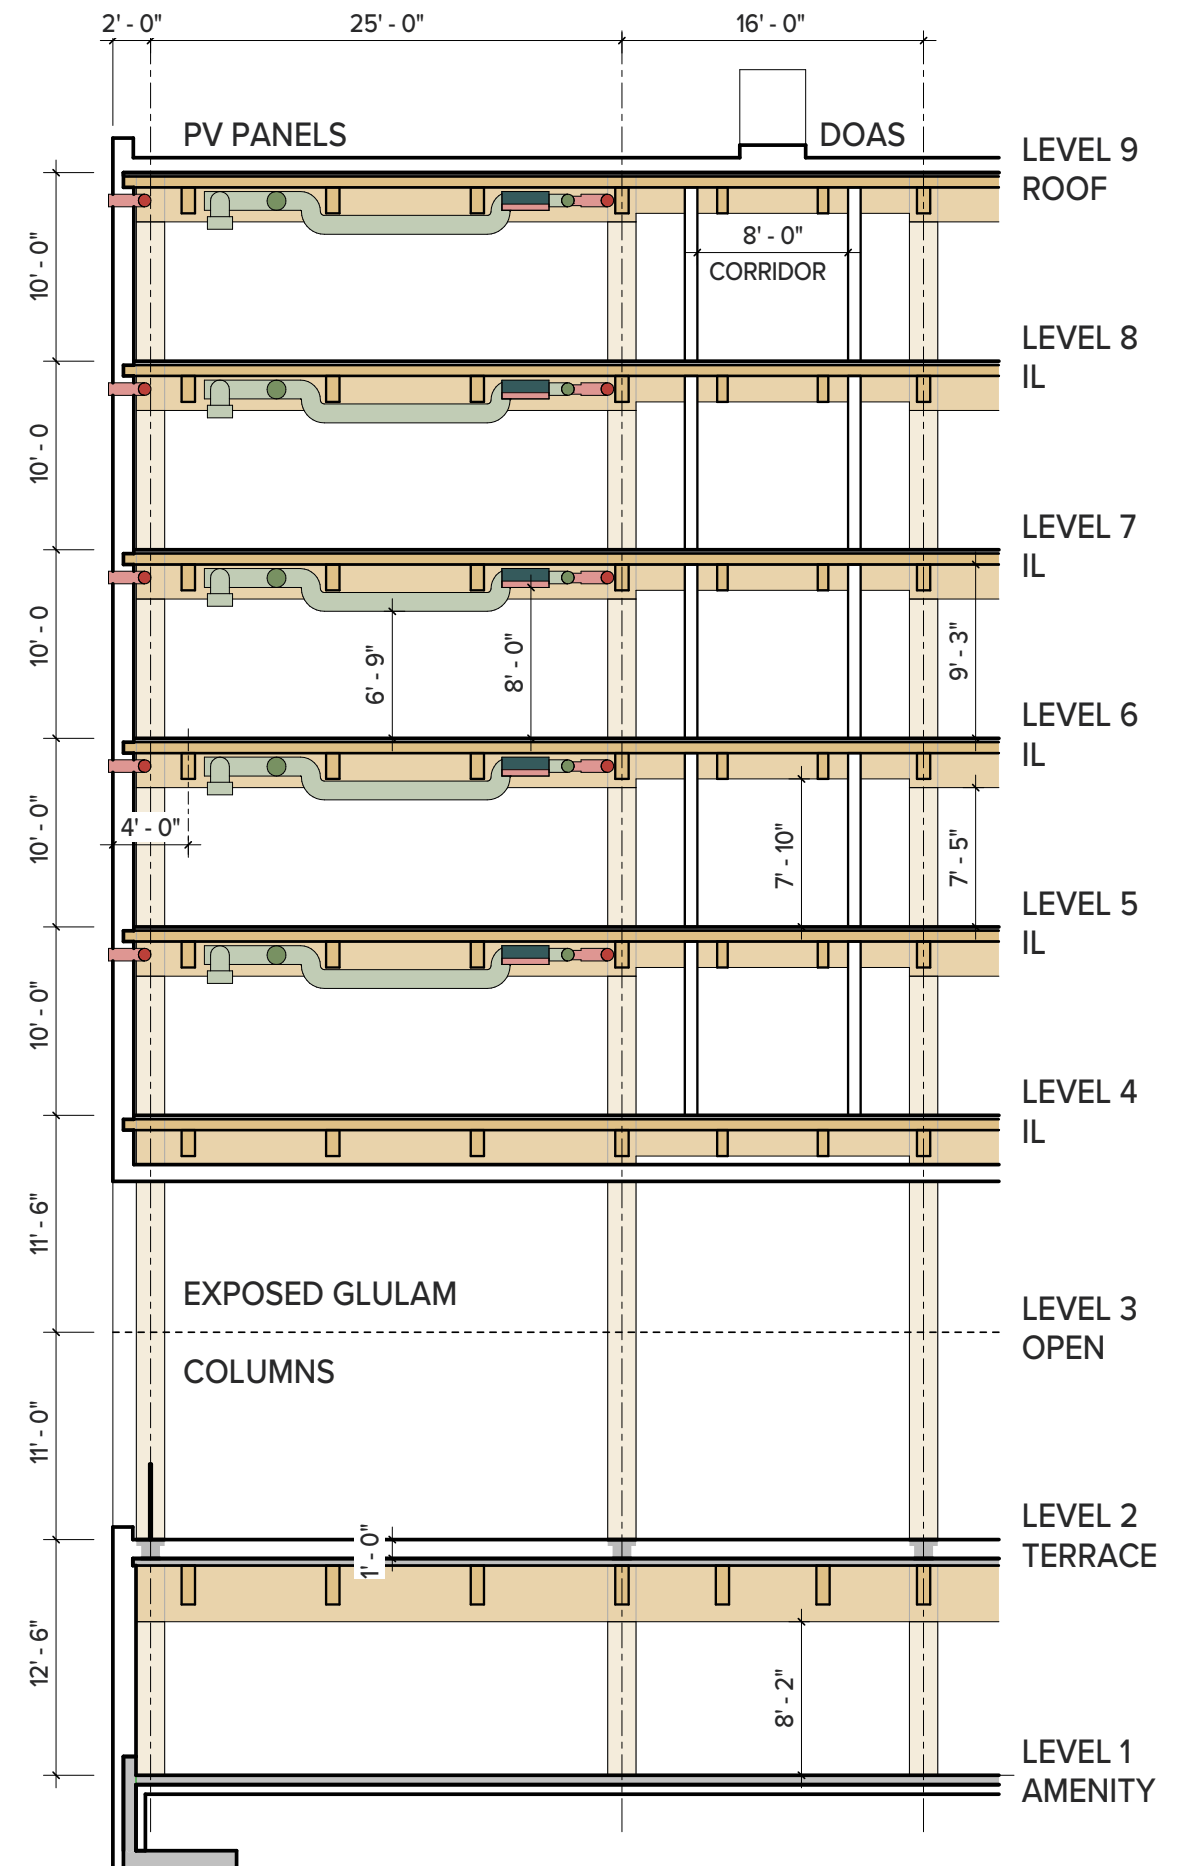 2' - 0"
25' - 0"
16' - 0"
PV PANELS
DOAS
LEVEL 9
ROOF
10' - 0"
8' - 0"
CORRIDOR
LEVEL 8
IL
10' - 0
LEVEL 7
IL
10' - 0
6' - 9"
8' - 0"
9' - 3"
LEVEL 6
IL
10' - 0"
4' - 0"
7' - 10"
7' - 5"
LEVEL 5
IL
10' - 0"
LEVEL 4
IL
11' - 6"
EXPOSED GLULAM
LEVEL 3
OPEN
COLUMNS
11' - 0"
LEVEL 2
TERRACE
1' - 0"
12' - 6"
8' - 2"
LEVEL 1
AMENITY